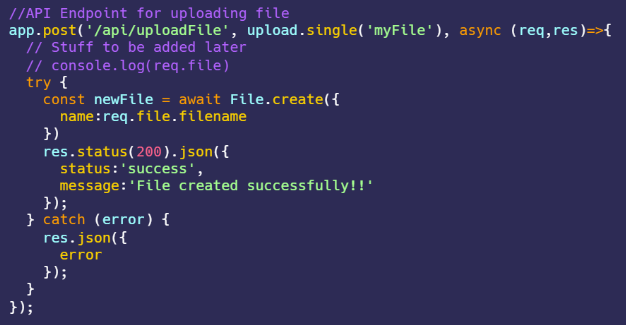 //API Endpoint for uploading file
app.post('/api/uploadFile', upload.single('myFile'), async (req,res)=>{
  // Stuff to be added later
  // console.log(req.file)
  try {
    const newFile = await File.create({
      name:req.file.filename
    })
    res.status(200).json({
      status:'success',
      message:'File created successfully!!'
    });
  } catch (error) {
    res.json({
      error
    });
  }
});